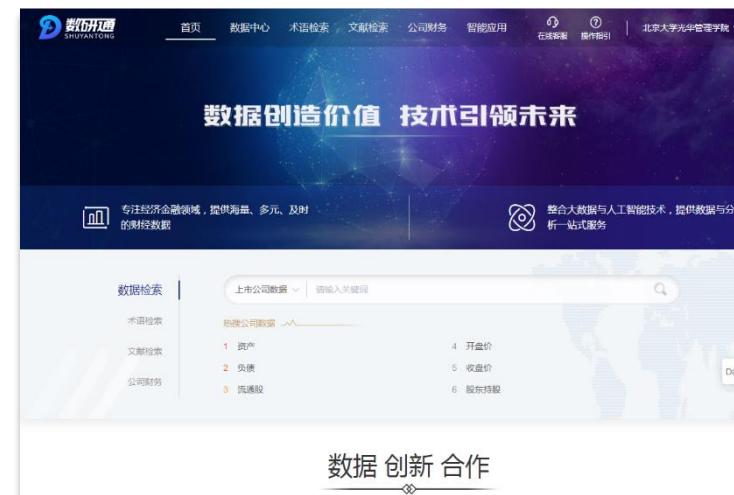 数研通
SHUYANTONG
首页 数据中心 术语检索 文献检索 公司财务 智能应用 在线客服 操作指引 北京大学光华管理学院
数据创造价值 技术引领未来
专注经济金融领域，提供海量、多元、及时
的财经数据
整合大数据与人工智能技术，提供数据与分
析一站式服务
数据检索
上市公司数据 请输入关键词
术语检索
热搜公司数据
文献检索
1 资产
4 开盘价
公司财务
2 负债
5 收盘价
3 流通股
6 股东持股
Da
数据 创新 合作